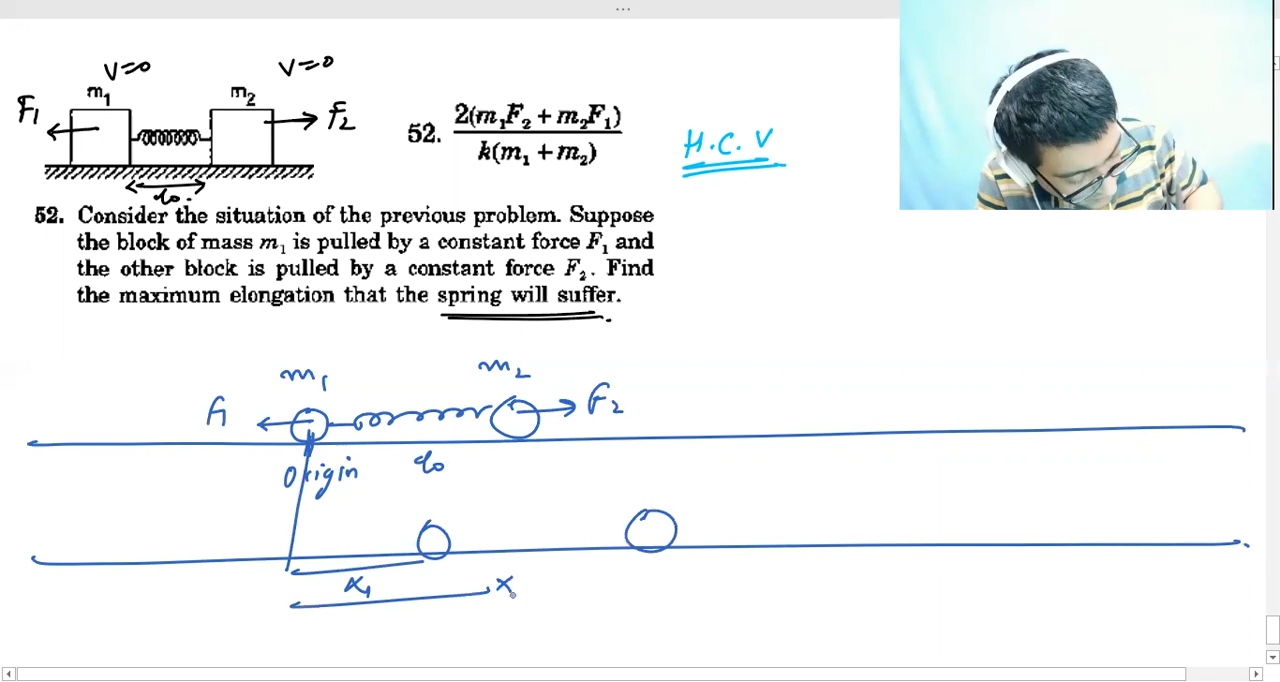 V=0 V=0
m₁ m₂
F₁ F₂
l₀
52. 2(m₁F₂ + m₂F₁) / k(m₁ + m₂)
H.C.V
52. Consider the situation of the previous problem. Suppose
the block of mass m₁ is pulled by a constant force F₁ and
the other block is pulled by a constant force F₂. Find
the maximum elongation that the spring will suffer.
m₁ m₂
F₁ F₂
Origin l₀
x₁ x